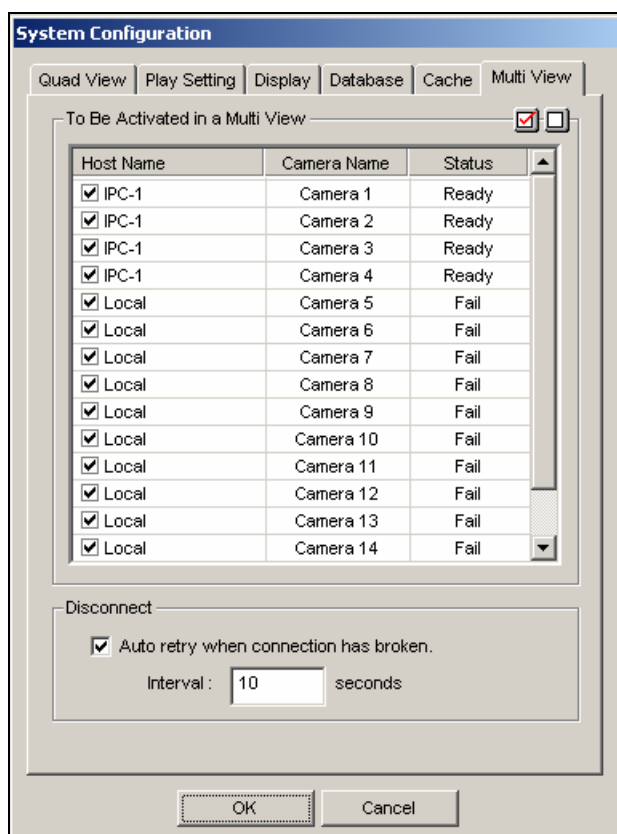 System Configuration
Quad View Play Setting Display Database Cache Multi View
To Be Activated in a Multi View
Host Name Camera Name Status
IPC-1 Camera 1 Ready
IPC-1 Camera 2 Ready
IPC-1 Camera 3 Ready
IPC-1 Camera 4 Ready
Local Camera 5 Fail
Local Camera 6 Fail
Local Camera 7 Fail
Local Camera 8 Fail
Local Camera 9 Fail
Local Camera 10 Fail
Local Camera 11 Fail
Local Camera 12 Fail
Local Camera 13 Fail
Local Camera 14 Fail
Disconnect
Auto retry when connection has broken.
Interval : 10 seconds
OK Cancel